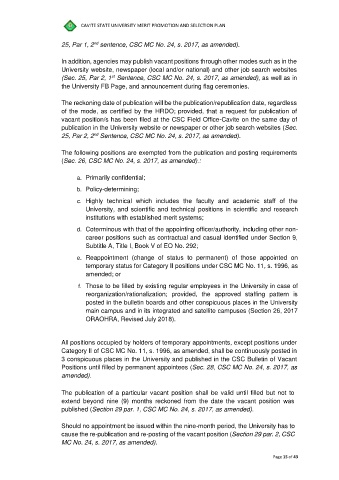 CAVITE STATE UNIVERSITY MERIT PROMOTION AND SELECTION PLAN
25, Par 1, 2nd sentence, CSC MC No. 24, s. 2017, as amended).
In addition, agencies may publish vacant positions through other modes such as in the
University website, newspaper (local and/or national) and other job search websites
(Sec. 25, Par 2, 1st Sentence, CSC MC No. 24, s. 2017, as amended), as well as in
the University FB Page, and announcement during flag ceremonies.
The reckoning date of publication will be the publication/republication date, regardless
of the mode, as certified by the HRDO; provided, that a request for publication of
vacant position/s has been filed at the CSC Field Office-Cavite on the same day of
publication in the University website or newspaper or other job search websites (Sec.
25, Par 2, 2nd Sentence, CSC MC No. 24, s. 2017, as amended).
The following positions are exempted from the publication and posting requirements
(Sec. 26, CSC MC No. 24, s. 2017, as amended).:
a. Primarily confidential;
b. Policy-determining;
c. Highly technical which includes the faculty and academic staff of the
University, and scientific and technical positions in scientific and research
institutions with established merit systems;
d. Coterminous with that of the appointing officer/authority, including other non-
career positions such as contractual and casual identified under Section 9,
Subtitle A, Title I, Book V of EO No. 292;
e. Reappointment (change of status to permanent) of those appointed on
temporary status for Category II positions under CSC MC No. 11, s. 1996, as
amended; or
f. Those to be filled by existing regular employees in the University in case of
reorganization/rationalization; provided, the approved staffing pattern is
posted in the bulletin boards and other conspicuous places in the University
main campus and in its integrated and satellite campuses (Section 26, 2017
ORAOHRA, Revised July 2018).
All positions occupied by holders of temporary appointments, except positions under
Category II of CSC MC No. 11, s. 1996, as amended, shall be continuously posted in
3 conspicuous places in the University and published in the CSC Bulletin of Vacant
Positions until filled by permanent appointees (Sec. 28, CSC MC No. 24, s. 2017, as
amended).
The publication of a particular vacant position shall be valid until filled but not to
extend beyond nine (9) months reckoned from the date the vacant position was
published (Section 29 par. 1, CSC MC No. 24, s. 2017, as amended).
Should no appointment be issued within the nine-month period, the University has to
cause the re-publication and re-posting of the vacant position (Section 29 par. 2, CSC
MC No. 24, s. 2017, as amended).
Page 15 of 43